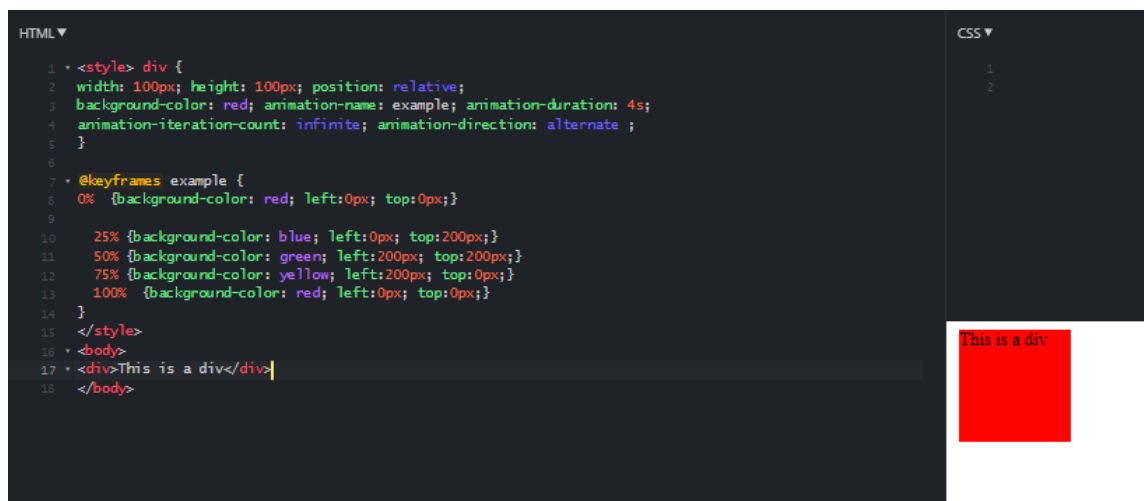 HTML▼
1 ▾ <style> div {
2 width: 100px; height: 100px; position: relative;
3 background-color: red; animation-name: example; animation-duration: 4s;
4 animation-iteration-count: infinite; animation-direction: alternate ;
5 }
6
7 ▾ @keyframes example {
8 0%  {background-color: red; left:0px; top:0px;}
9
10 25% {background-color: blue; left:0px; top:200px;}
11 50% {background-color: green; left:200px; top:200px;}
12 75% {background-color: yellow; left:200px; top:0px;}
13 100%  {background-color: red; left:0px; top:0px;}
14 }
15 </style>
16 ▾ <body>
17 ▾ <div>This is a div</div>
18 </body>
CSS▼
1
2
This is a div